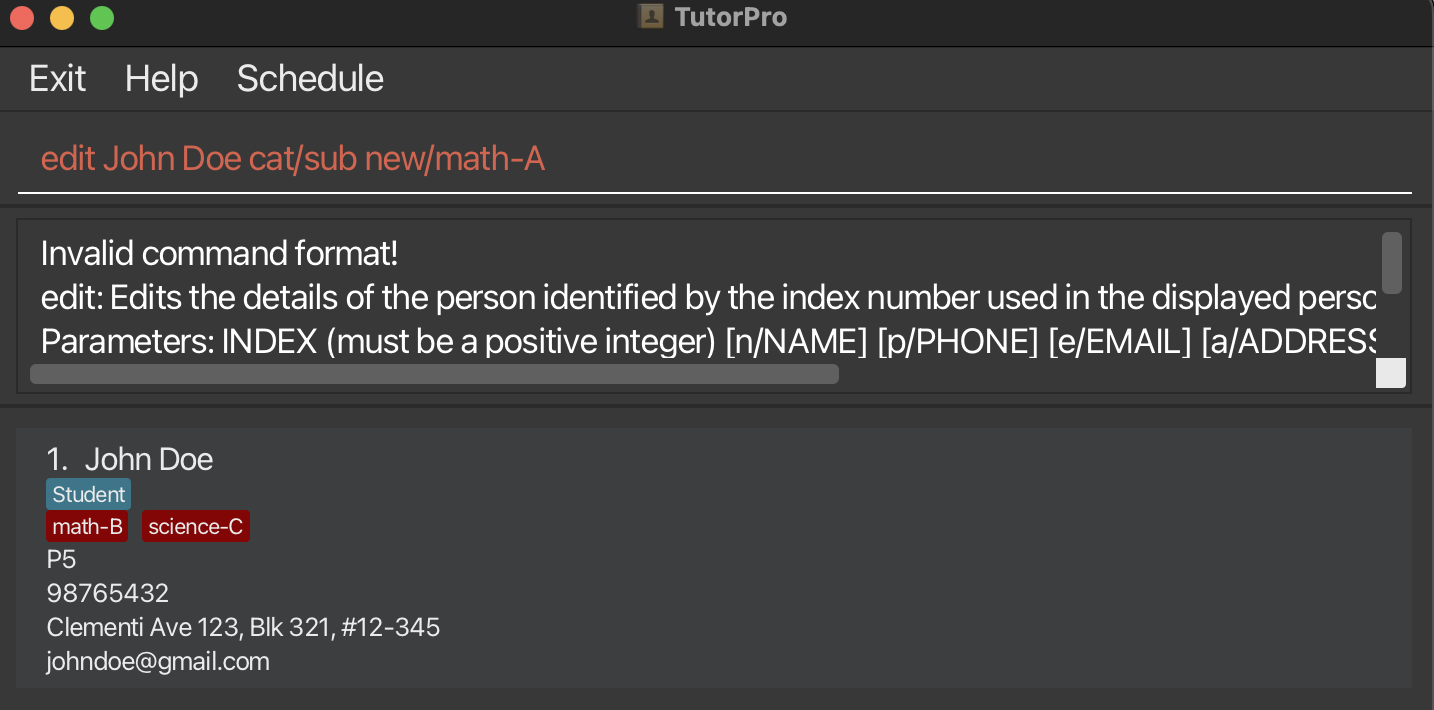 TutorPro
Exit Help Schedule
edit John Doe cat/sub new/math-A
Invalid command format!
edit: Edits the details of the person identified by the index number used in the displayed
Parameters: INDEX (must be a positive integer) [n/NAME] [p/PHONE] [e/EMAIL] [a/ADDRESS
1. John Doe
Student
math-B science-C
P5
98765432
Clementi Ave 123, Blk 321, #12-345
johndoe@gmail.com